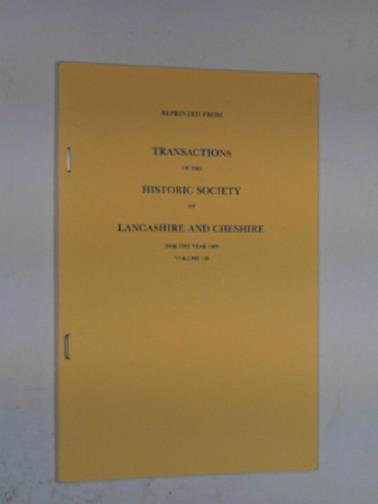 REPRINTED FROM
TRANSACTIONS
OF THE
HISTORIC SOCIETY
OF
LANCASHIRE AND CHESHIRE
FOR THE YEAR
VOLUME